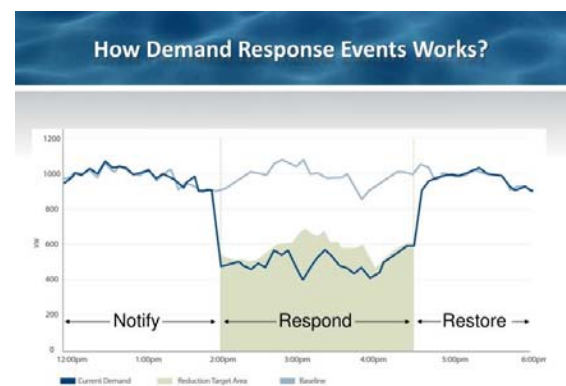 How Demand Response Events Works?
1200
1000
800
600
400
200
0
kW
Notify
Respond
Restore
12:00pm
1:00pm
2:00pm
3:00pm
4:00pm
5:00pm
6:00pm
Current Demand
Reduction Target Area
Baseline